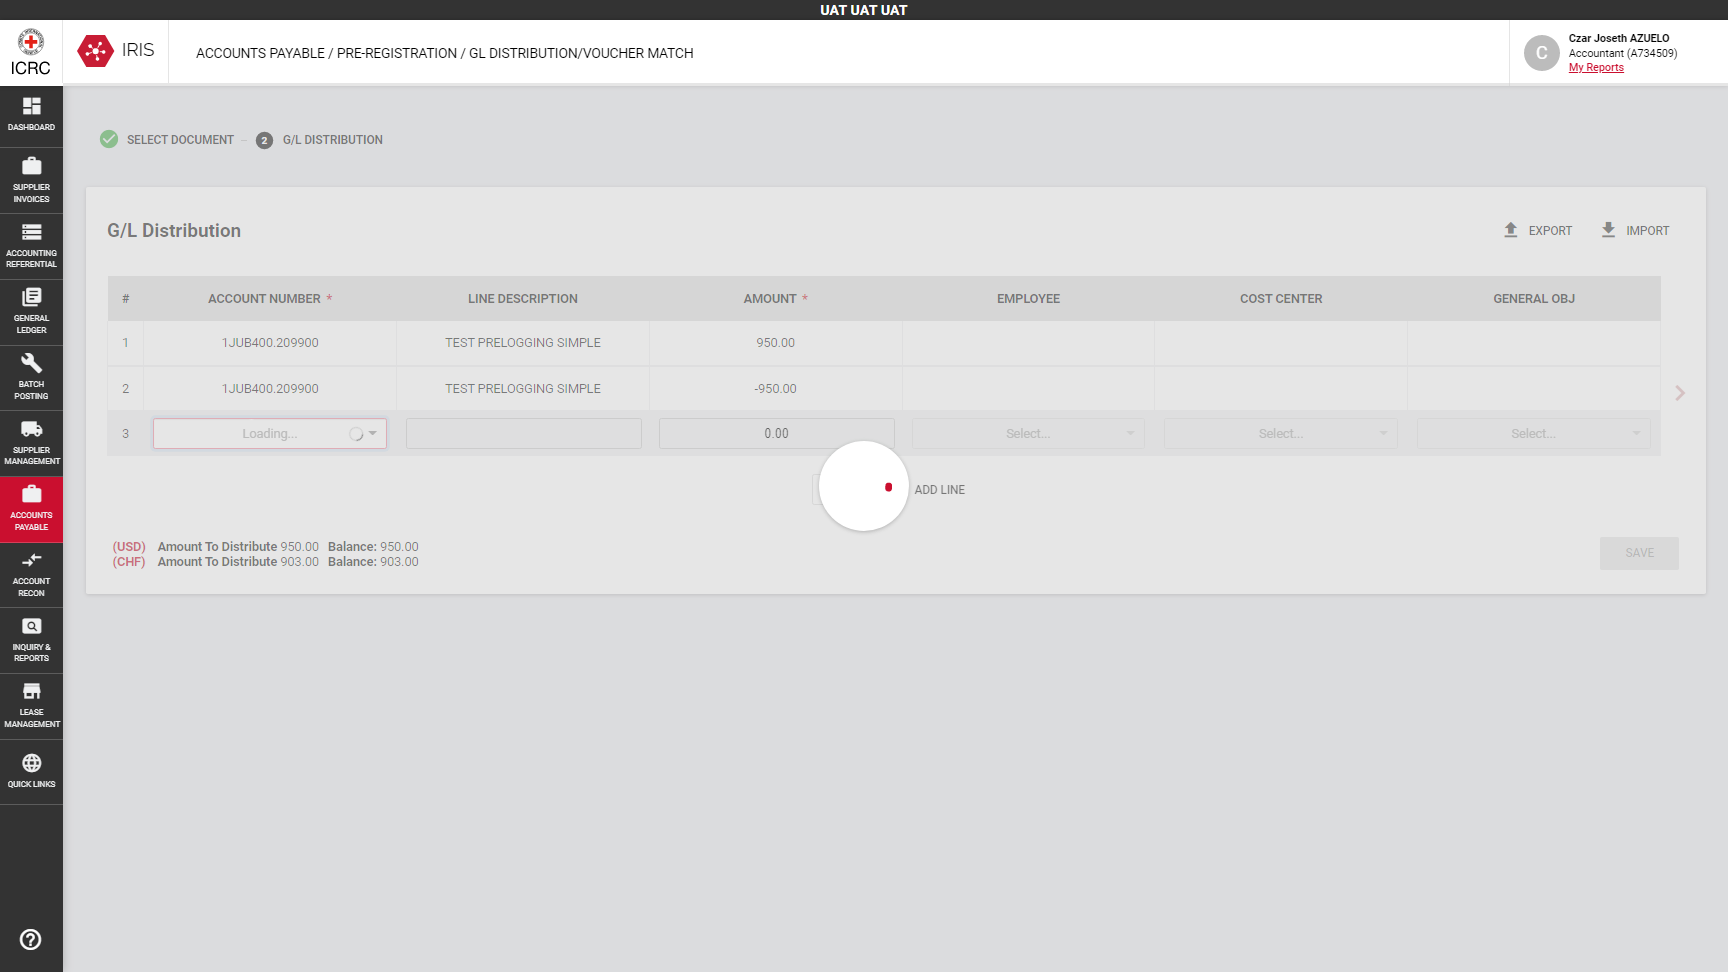 UAT UAT UAT
ICRC
IRIS
ACCOUNTS PAYABLE / PRE-REGISTRATION / GL DISTRIBUTION/VOUCHER MATCH
C
Czar Joseth AZUELO
Accountant (A734509)
My Reports
DASHBOARD
SUPPLIER
INVOICES
ACCOUNTING
REFERENTIAL
GENERAL
LEDGER
BATCH
POSTING
SUPPLIER
MANAGEMENT
ACCOUNTS
PAYABLE
ACCOUNT
RECON
INQUIRY &
REPORTS
LEASE
MANAGEMENT
QUICK LINKS
SELECT DOCUMENT – 2 G/L DISTRIBUTION
G/L Distribution
EXPORT IMPORT
# ACCOUNT NUMBER * LINE DESCRIPTION AMOUNT * EMPLOYEE COST CENTER GENERAL OBJ
1 1JUB400.209900 TEST PRELOGGING SIMPLE 950.00
2 1JUB400.209900 TEST PRELOGGING SIMPLE -950.00
3 Loading... 0.00 Select... Select... Select...
ADD LINE
(USD) Amount To Distribute 950.00 Balance: 950.00
(CHF) Amount To Distribute 903.00 Balance: 903.00
SAVE